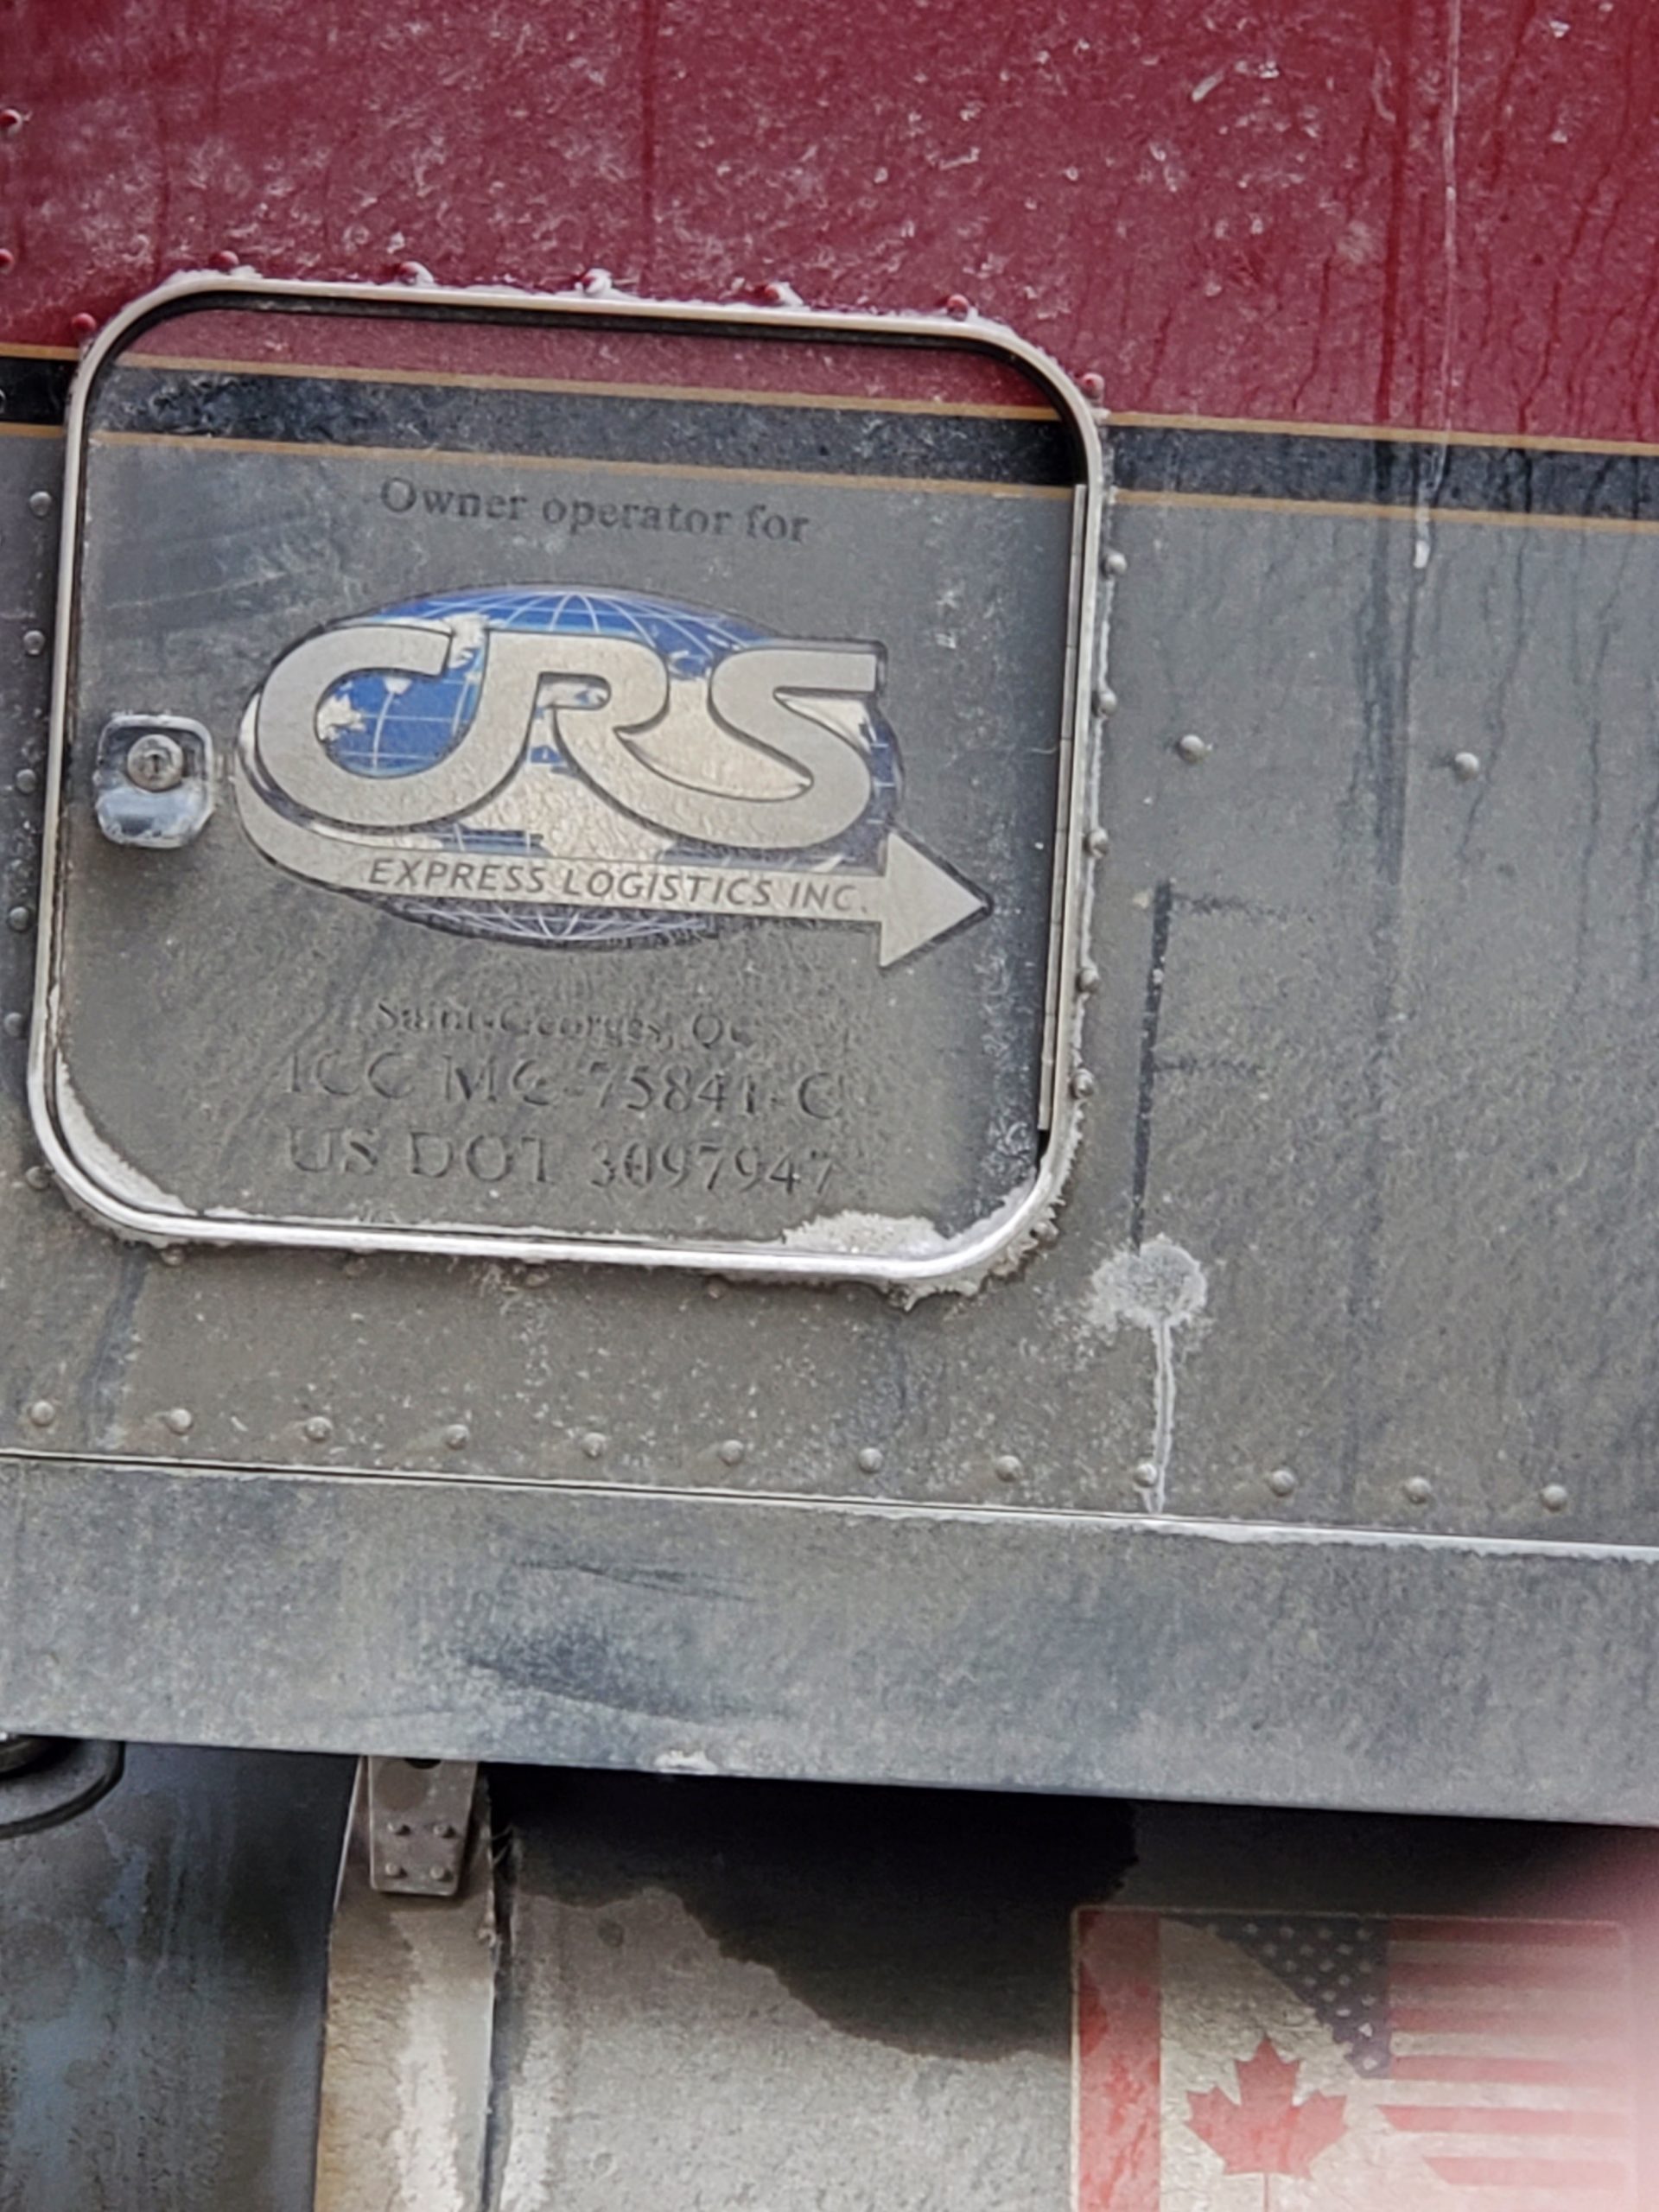 Owner operator for
CRS
EXPRESS LOGISTICS INC.
Saint-Georges, Qc
ICC MC-75841-C
US DOT 3097947